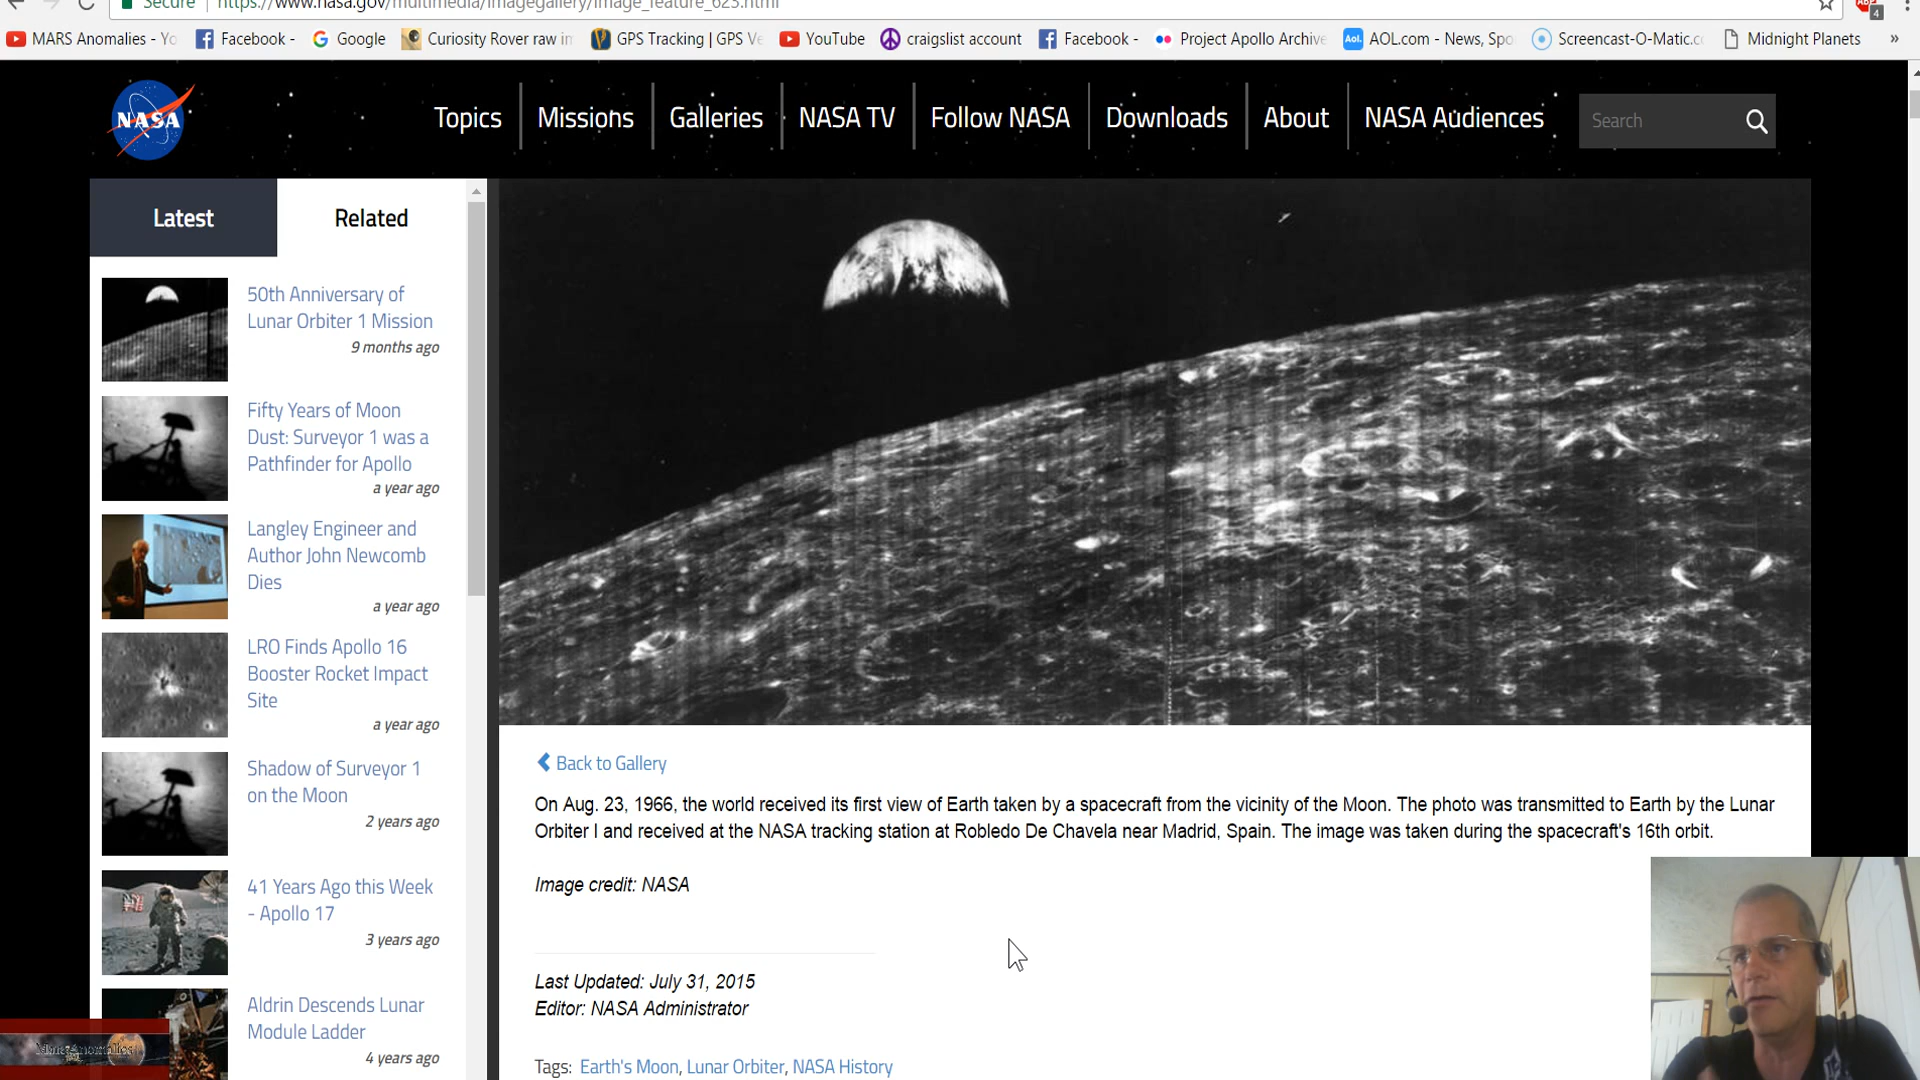 Secure | https://www.nasa.gov/multimedia/imagegallery/image_feature_623.html
4
MARS Anomalies - Yo
Facebook -
Google
Curiosity Rover raw im
GPS Tracking | GPS Ve
YouTube
craigslist account
Facebook -
Project Apollo Archive
Aol.
AOL.com - News, Spo
Screencast-O-Matic.co
Midnight Planets
»
NASA
Topics
Missions
Galleries
NASA TV
Follow NASA
Downloads
About
NASA Audiences
Search
Latest
Related
50th Anniversary of
Lunar Orbiter 1 Mission
9 months ago
Fifty Years of Moon
Dust: Surveyor 1 was a
Pathfinder for Apollo
a year ago
Langley Engineer and
Author John Newcomb
Dies
a year ago
LRO Finds Apollo 16
Booster Rocket Impact
Site
a year ago
Shadow of Surveyor 1
on the Moon
2 years ago
41 Years Ago this Week
- Apollo 17
3 years ago
Aldrin Descends Lunar
Module Ladder
4 years ago
Back to Gallery
On Aug. 23, 1966, the world received its first view of Earth taken by a spacecraft from the vicinity of the Moon. The photo was transmitted to Earth by the Lunar
Orbiter I and received at the NASA tracking station at Robledo De Chavela near Madrid, Spain. The image was taken during the spacecraft's 16th orbit.
Image credit: NASA
Last Updated: July 31, 2015
Editor: NASA Administrator
Tags: Earth's Moon, Lunar Orbiter, NASA History